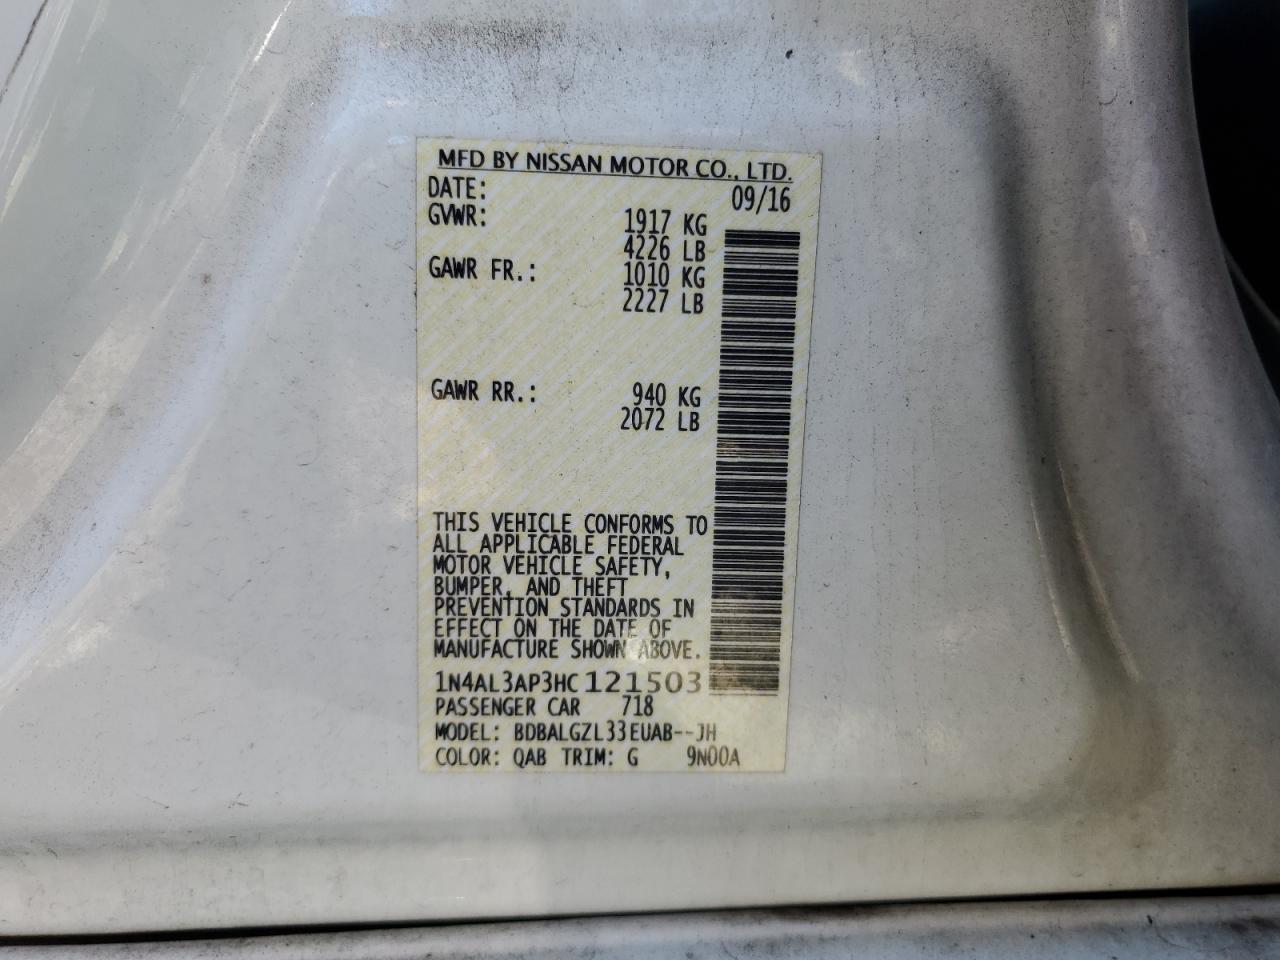 MFD BY NISSAN MOTOR CO., LTD.
DATE: 09/16
GVWR: 1917 KG
4226 LB
GAWR FR.: 1010 KG
2227 LB
GAWR RR.: 940 KG
2072 LB
THIS VEHICLE CONFORMS TO
ALL APPLICABLE FEDERAL
MOTOR VEHICLE SAFETY,
BUMPER, AND THEFT
PREVENTION STANDARDS IN
EFFECT ON THE DATE OF
MANUFACTURE SHOWN ABOVE.
1N4AL3AP3HC121503
PASSENGER CAR 718
MODEL: BDBALGZL33EUAB--JH
COLOR: QAB TRIM: G 9N00A